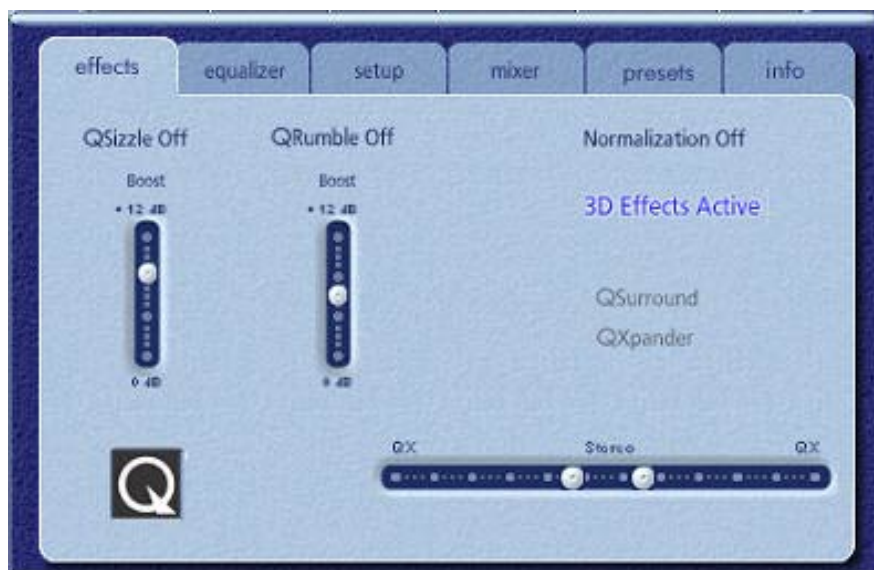 effects equalizer setup mixer presets info
QSizzle Off QRumble Off Normalization Off
Boost Boost
+ 12 dB + 12 dB
3D Effects Active
QSurround
QXpander
0 dB 0 dB
QX Stereo QX
Q